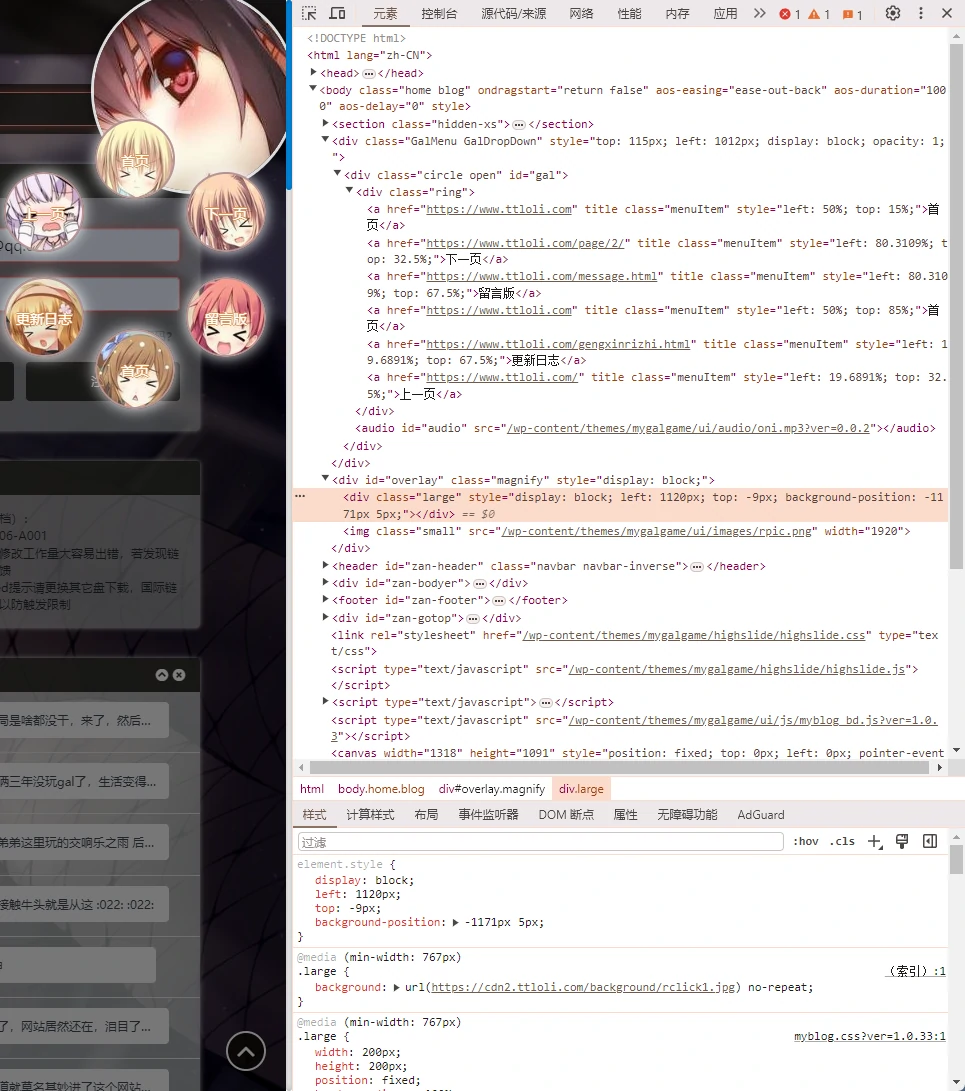 首页
上一页
下一页
@qq.
更新日志
留言版
首页
码?
注
档）:
06-A001
修改工作量大容易出错，若发现链
馈
d提示请更换其它盘下载，国际链
以防触发限制
局是啥都没干，来了，然后...
两三年没玩gal了，生活变得...
弟弟这里玩的交响乐之雨 后...
接触牛头就是从这 :022: :022:
了，网站居然还在，泪目了...
道就莫名其妙进了这个网站...
元素 控制台 源代码/来源 网络 性能 内存 应用 1 1 1
<!DOCTYPE html>
<html lang="zh-CN">
<head>…</head>
<body class="home blog" ondragstart="return false" aos-easing="ease-out-back" aos-duration="100
0" aos-delay="0" style>
<section class="hidden-xs">…</section>
<div class="GalMenu GalDropDown" style="top: 115px; left: 1012px; display: block; opacity: 1;
">
<div class="circle open" id="gal">
<div class="ring">
<a href="https://www.ttloli.com" title class="menuItem" style="left: 50%; top: 15%;">首
页</a>
<a href="https://www.ttloli.com/page/2/" title class="menuItem" style="left: 80.3109%; t
op: 32.5%;">下一页</a>
<a href="https://www.ttloli.com/message.html" title class="menuItem" style="left: 80.310
9%; top: 67.5%;">留言版</a>
<a href="https://www.ttloli.com" title class="menuItem" style="left: 50%; top: 85%;">首
页</a>
<a href="https://www.ttloli.com/gengxinrizhi.html" title class="menuItem" style="left: 1
9.6891%; top: 67.5%;">更新日志</a>
<a href="https://www.ttloli.com/" title class="menuItem" style="left: 19.6891%; top: 32.
5%;">上一页</a>
</div>
<audio id="audio" src="/wp-content/themes/mygalgame/ui/audio/oni.mp3?ver=0.0.2"></audio>
</div>
</div>
<div id="overlay" class="magnify" style="display: block;">
<div class="large" style="display: block; left: 1120px; top: -9px; background-position: -11
71px 5px;"></div> == $0
<img class="small" src="/wp-content/themes/mygalgame/ui/images/rpic.png" width="1920">
</div>
<header id="zan-header" class="navbar navbar-inverse">…</header>
<div id="zan-bodyer">…</div>
<footer id="zan-footer">…</footer>
<div id="zan-gotop">…</div>
<link rel="stylesheet" href="/wp-content/themes/mygalgame/highslide/highslide.css" type="tex
t/css">
<script type="text/javascript" src="/wp-content/themes/mygalgame/highslide/highslide.js">
</script>
<script type="text/javascript">…</script>
<script type="text/javascript" src="/wp-content/themes/mygalgame/ui/js/myblog_bd.js?ver=1.0.
3"></script>
<canvas width="1318" height="1091" style="position: fixed; top: 0px; left: 0px; pointer-event
html body.home.blog div#overlay.magnify div.large
样式 计算样式 布局 事件监听器 DOM 断点 属性 无障碍功能 AdGuard
过滤 :hov .cls
element.style {
display: block;
left: 1120px;
top: -9px;
background-position: -1171px 5px;
}
@media (min-width: 767px)
.large { （索引）:1
background: url(https://cdn2.ttloli.com/background/rclick1.jpg) no-repeat;
}
@media (min-width: 767px)
.large { myblog.css?ver=1.0.33:1
width: 200px;
height: 200px;
position: fixed;